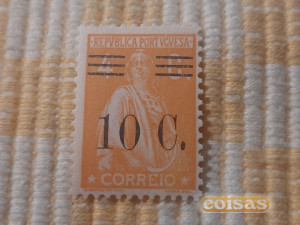 REPUBLICA PORTUGUESA
10 C.
CORREIO
coisas